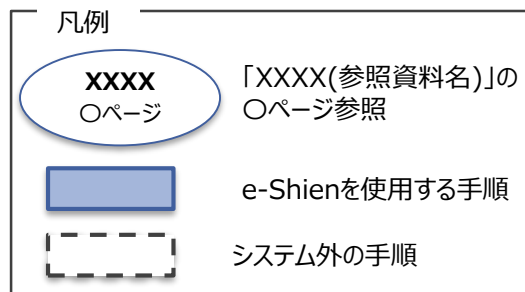 凡例
XXXX
〇ページ
「XXXX(参照資料名)」の
〇ページ参照
e-Shienを使用する手順
システム外の手順